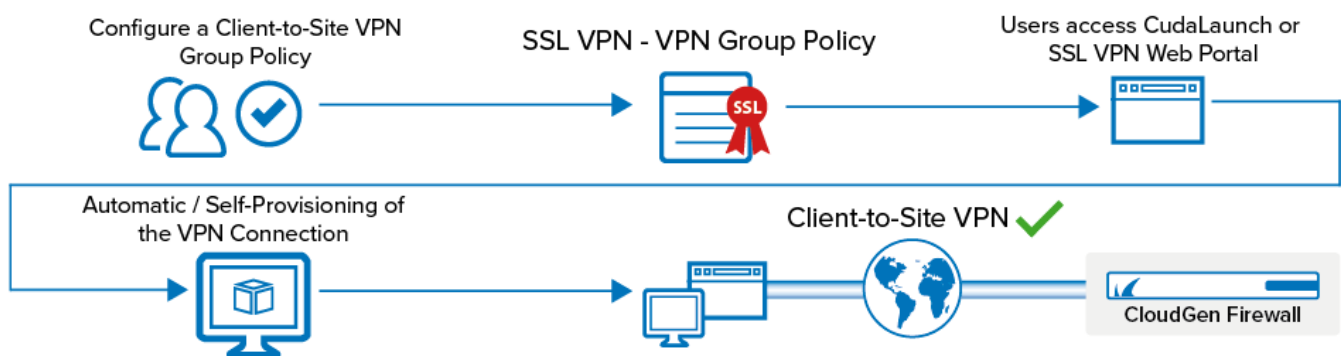 Configure a Client-to-Site VPN
Group Policy
SSL VPN - VPN Group Policy
SSL
Users access CudaLaunch or
SSL VPN Web Portal
Automatic / Self-Provisioning of
the VPN Connection
Client-to-Site VPN
CloudGen Firewall